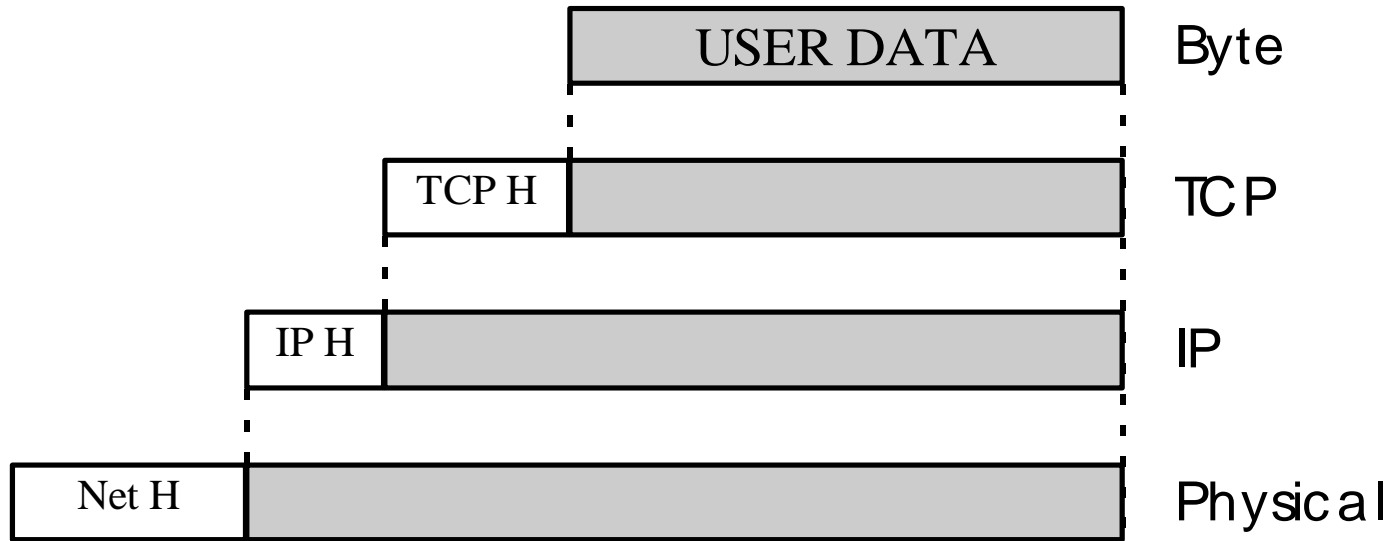 USER DATA Byte
TCP H TCP
IP H IP
Net H Physical